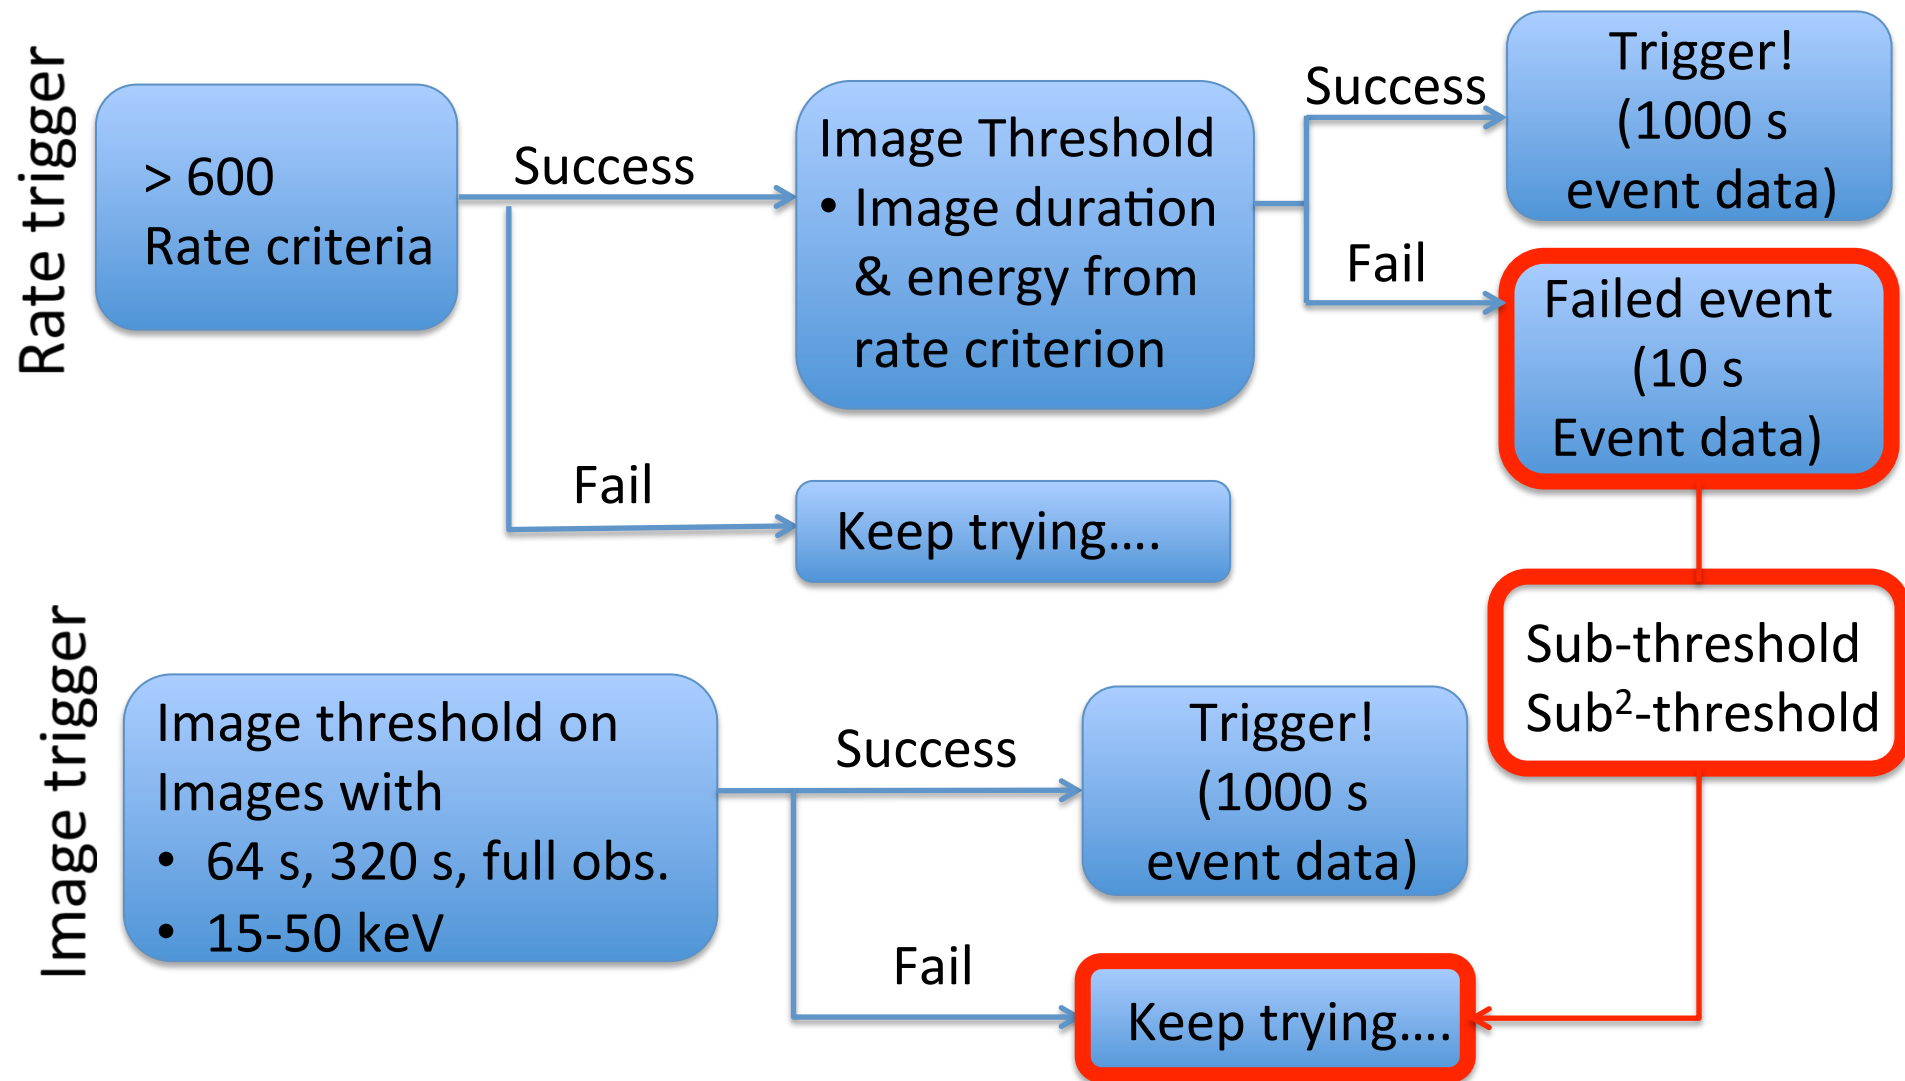 Rate trigger
> 600
Rate criteria
Success
Fail
Image Threshold
• Image duration
& energy from
rate criterion
Keep trying....
Success
Fail
Trigger!
(1000 s
event data)
Failed event
(10 s
Event data)
Sub-threshold
Sub²-threshold
Image trigger
Image threshold on
Images with
• 64 s, 320 s, full obs.
• 15-50 keV
Success
Fail
Trigger!
(1000 s
event data)
Keep trying....